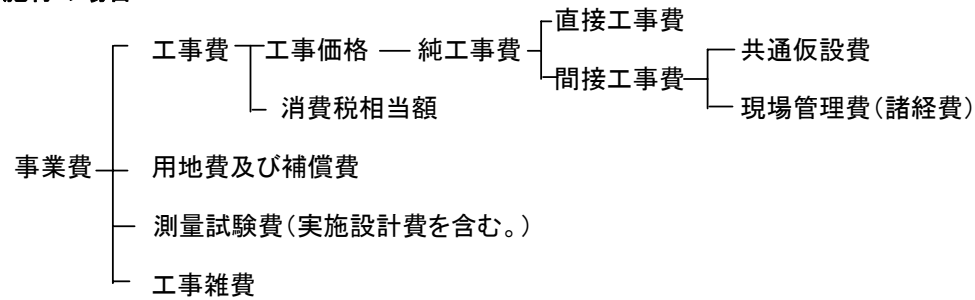 直接工事費
工事費 工事価格 純工事費 共通仮設費
間接工事費
消費税相当額 現場管理費(諸経費)
事業費 用地費及び補償費
測量試験費(実施設計費を含む。)
工事雑費